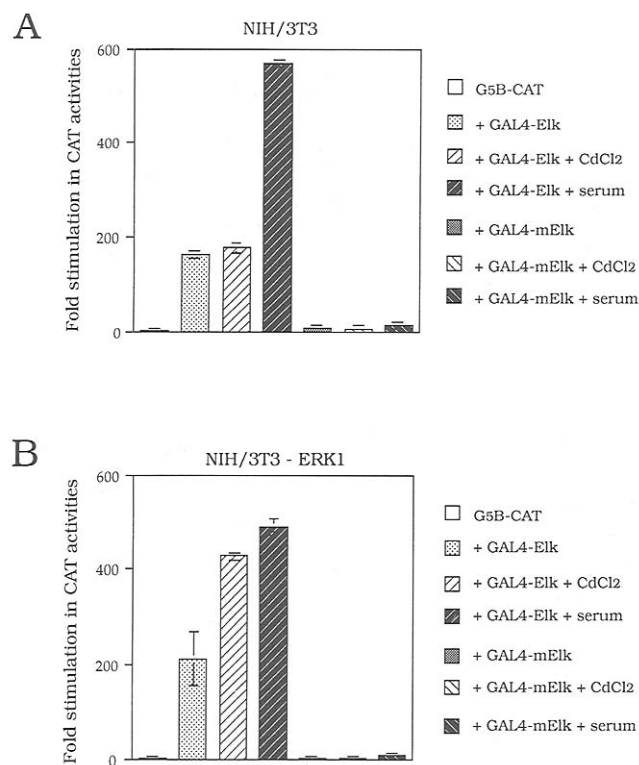 A
NIH/3T3
Fold stimulation in CAT activities
600
400
200
0
G5B-CAT
+ GAL4-Elk
+ GAL4-Elk + CdCl2
+ GAL4-Elk + serum
+ GAL4-mElk
+ GAL4-mElk + CdCl2
+ GAL4-mElk + serum
B
NIH/3T3 - ERK1
Fold stimulation in CAT activities
600
400
200
0
G5B-CAT
+ GAL4-Elk
+ GAL4-Elk + CdCl2
+ GAL4-Elk + serum
+ GAL4-mElk
+ GAL4-mElk + CdCl2
+ GAL4-mElk + serum